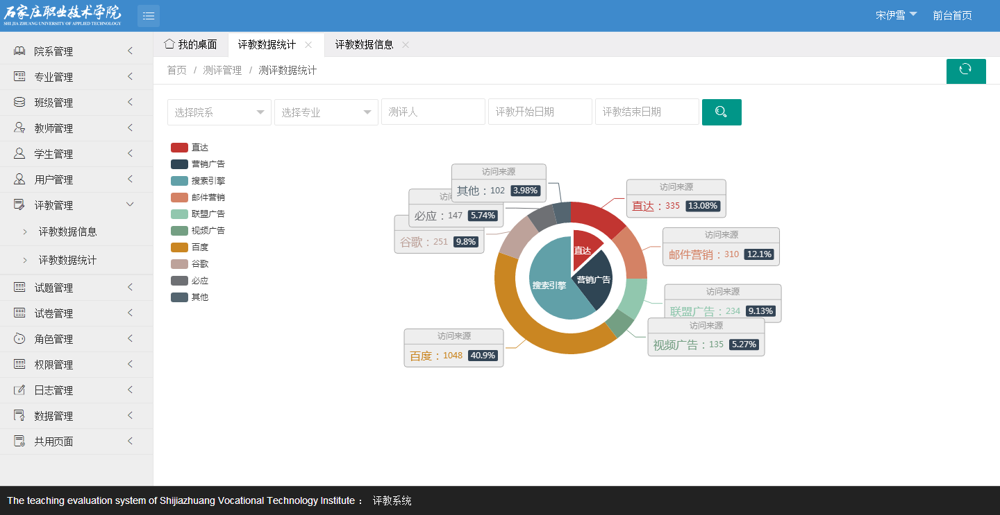 石家庄职业技术学院
SHI JIA ZHUANG UNIVERSITY OF APPLIED TECHNOLOGY
宋伊雪
前台首页
院系管理
专业管理
班级管理
教师管理
学生管理
用户管理
评教管理
评教数据信息
评教数据统计
试题管理
试卷管理
角色管理
权限管理
日志管理
数据管理
共用页面
我的桌面
评教数据统计
评教数据信息
首页 / 测评管理 / 测评数据统计
选择院系
选择专业
测评人
评教开始日期
评教结束日期
直达
营销广告
搜索引擎
邮件营销
联盟广告
视频广告
百度
谷歌
必应
其他
访问来源
其他：102 3.98%
访问
必应：147 5.74%
谷歌：251 9.8%
访问来源
百度：1048 40.9%
访问来源
直达：335 13.08%
访问来源
邮件营销：310 12.1%
访问来源
联盟广告：234 9.13%
访问来源
视频广告：135 5.27%
直达
营销广告
搜索引擎
The teaching evaluation system of Shijiazhuang Vocational Technology Institute ： 评教系统